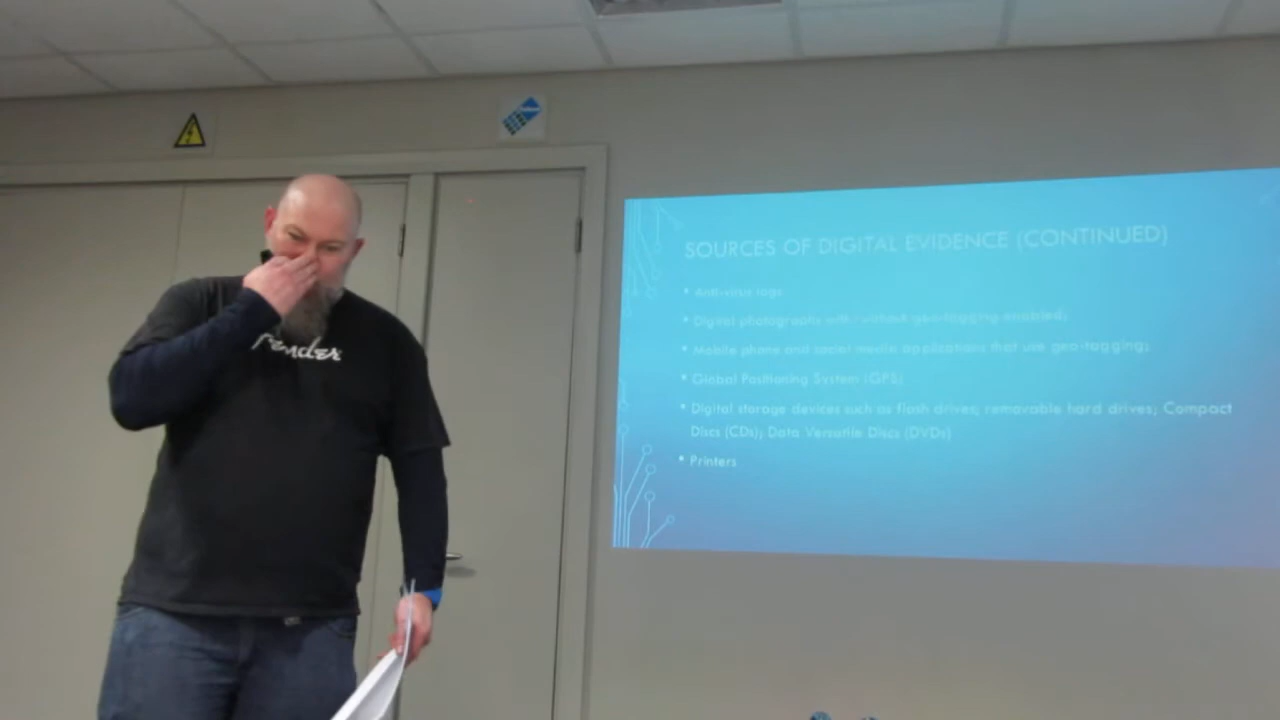 SOURCES OF DIGITAL EVIDENCE (CONTINUED)
• Anti-virus logs
• Digital photographs with/without geo-tagging enabled;
• Mobile phone and social media applications that use geo-tagging;
• Global Positioning System (GPS)
• Digital storage devices such as flash drives; removable hard drives; Compact
Discs (CDs); Data Versatile Discs (DVDs)
• Printers
Fender